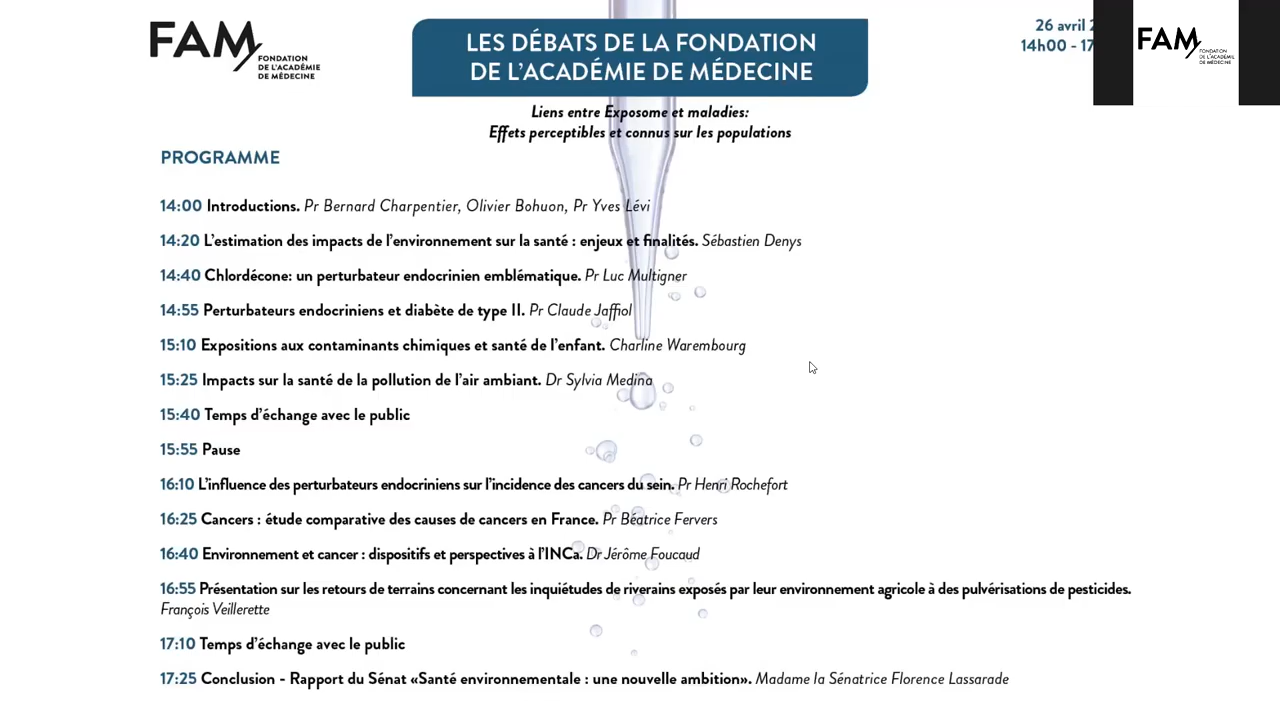 FAM
FONDATION
DE L'ACADÉMIE
DE MÉDECINE
LES DÉBATS DE LA FONDATION
DE L'ACADÉMIE DE MÉDECINE
26 avril
14h00 -
FAM
FONDATION
DE L'ACADÉMIE
DE MÉDECINE
Liens entre Exposome et maladies:
Effets perceptibles et connus sur les populations
PROGRAMME
14:00 Introductions. Pr Bernard Charpentier, Olivier Bohuon, Pr Yves Lévi
14:20 L'estimation des impacts de l'environnement sur la santé : enjeux et finalités. Sébastien Denys
14:40 Chlordécone: un perturbateur endocrinien emblématique. Pr Luc Multigner
14:55 Perturbateurs endocriniens et diabète de type II. Pr Claude Jaffiol
15:10 Expositions aux contaminants chimiques et santé de l'enfant. Charline Warembourg
15:25 Impacts sur la santé de la pollution de l'air ambiant. Dr Sylvia Medina
15:40 Temps d'échange avec le public
15:55 Pause
16:10 L'influence des perturbateurs endocriniens sur l'incidence des cancers du sein. Pr Henri Rochefort
16:25 Cancers : étude comparative des causes de cancers en France. Pr Béatrice Fervers
16:40 Environnement et cancer : dispositifs et perspectives à l'INCa. Dr Jérôme Foucaud
16:55 Présentation sur les retours de terrains concernant les inquiétudes de riverains exposés par leur environnement agricole à des pulvérisations de pesticides.
François Veillerette
17:10 Temps d'échange avec le public
17:25 Conclusion - Rapport du Sénat «Santé environnementale : une nouvelle ambition». Madame la Sénatrice Florence Lassarade